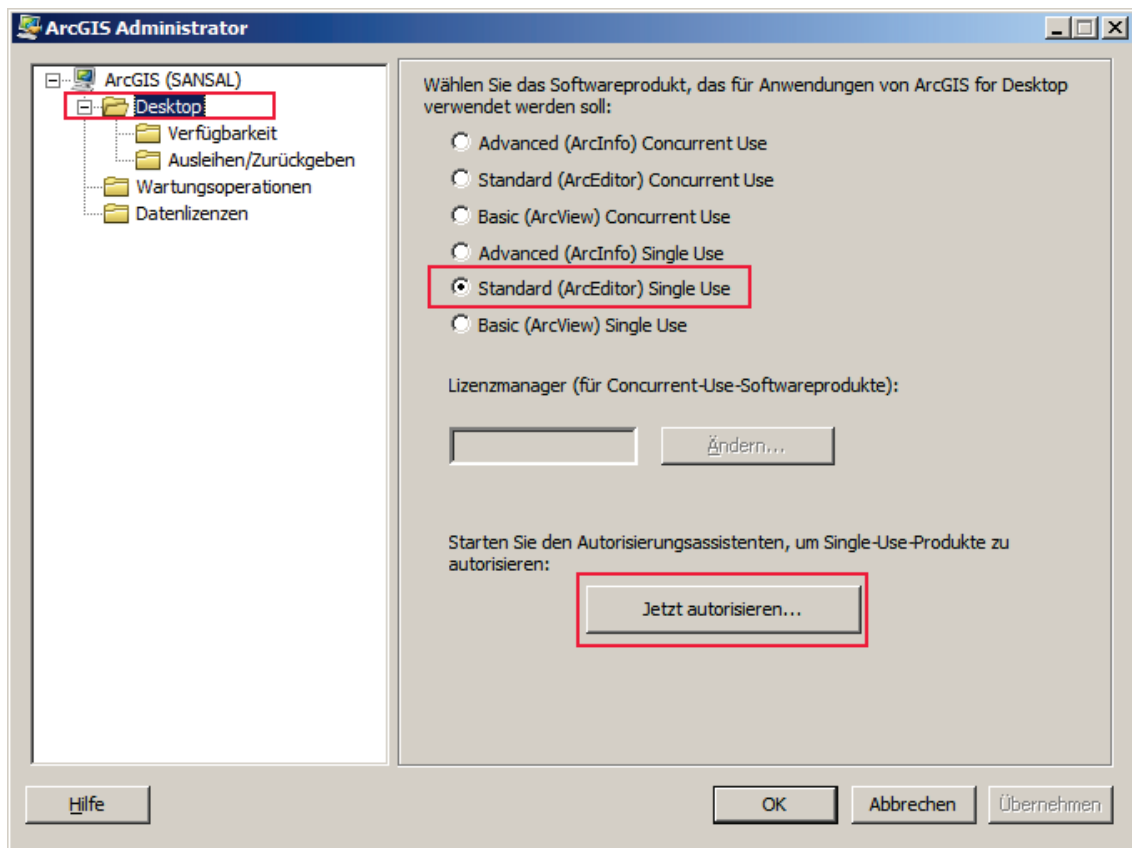 ArcGIS Administrator
ArcGIS (SANSAL)
Desktop
Verfügbarkeit
Ausleihen/Zurückgeben
Wartungsoperationen
Datenlizenzen
Wählen Sie das Softwareprodukt, das für Anwendungen von ArcGIS for Desktop
verwendet werden soll:
Advanced (ArcInfo) Concurrent Use
Standard (ArcEditor) Concurrent Use
Basic (ArcView) Concurrent Use
Advanced (ArcInfo) Single Use
Standard (ArcEditor) Single Use
Basic (ArcView) Single Use
Lizenzmanager (für Concurrent-Use-Softwareprodukte):
Ändern...
Starten Sie den Autorisierungsassistenten, um Single-Use-Produkte zu
autorisieren:
Jetzt autorisieren...
Hilfe
OK
Abbrechen
Übernehmen